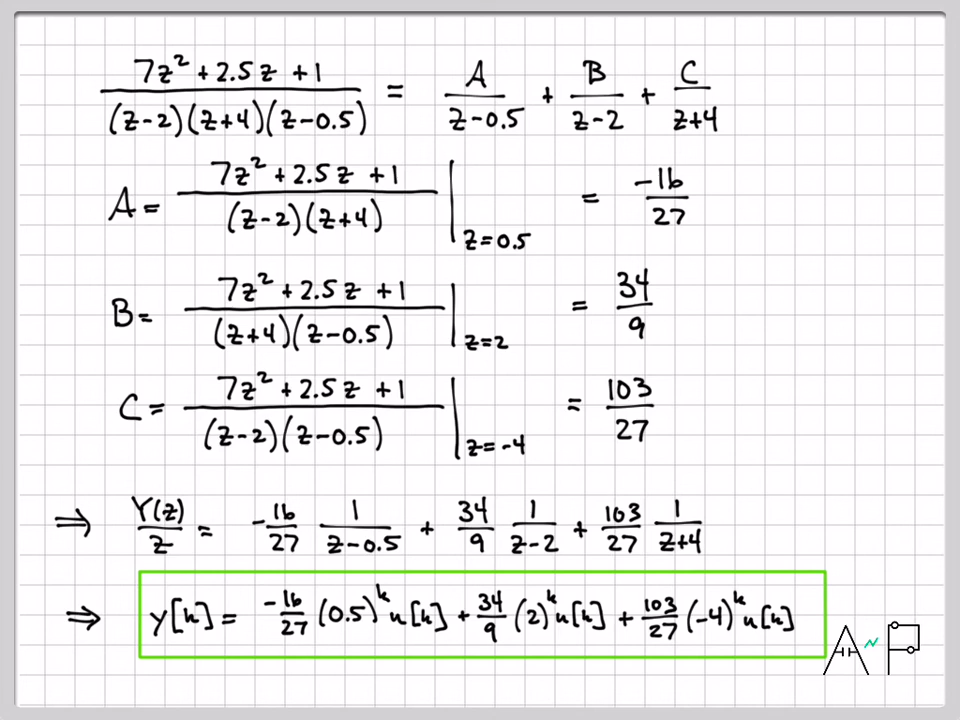 (7z² + 2.5z + 1) / ((z-2)(z+4)(z-0.5)) = A/(z-0.5) + B/(z-2) + C/(z+4)
A = (7z² + 2.5z + 1) / ((z-2)(z+4)) |z=0.5 = -16/27
B = (7z² + 2.5z + 1) / ((z+4)(z-0.5)) |z=2 = 34/9
C = (7z² + 2.5z + 1) / ((z-2)(z-0.5)) |z=-4 = 103/27
⇒ Y(z)/z = -16/27 1/(z-0.5) + 34/9 1/(z-2) + 103/27 1/(z+4)
⇒ y[k] = -16/27 (0.5)^k u[k] + 34/9 (2)^k u[k] + 103/27 (-4)^k u[k]